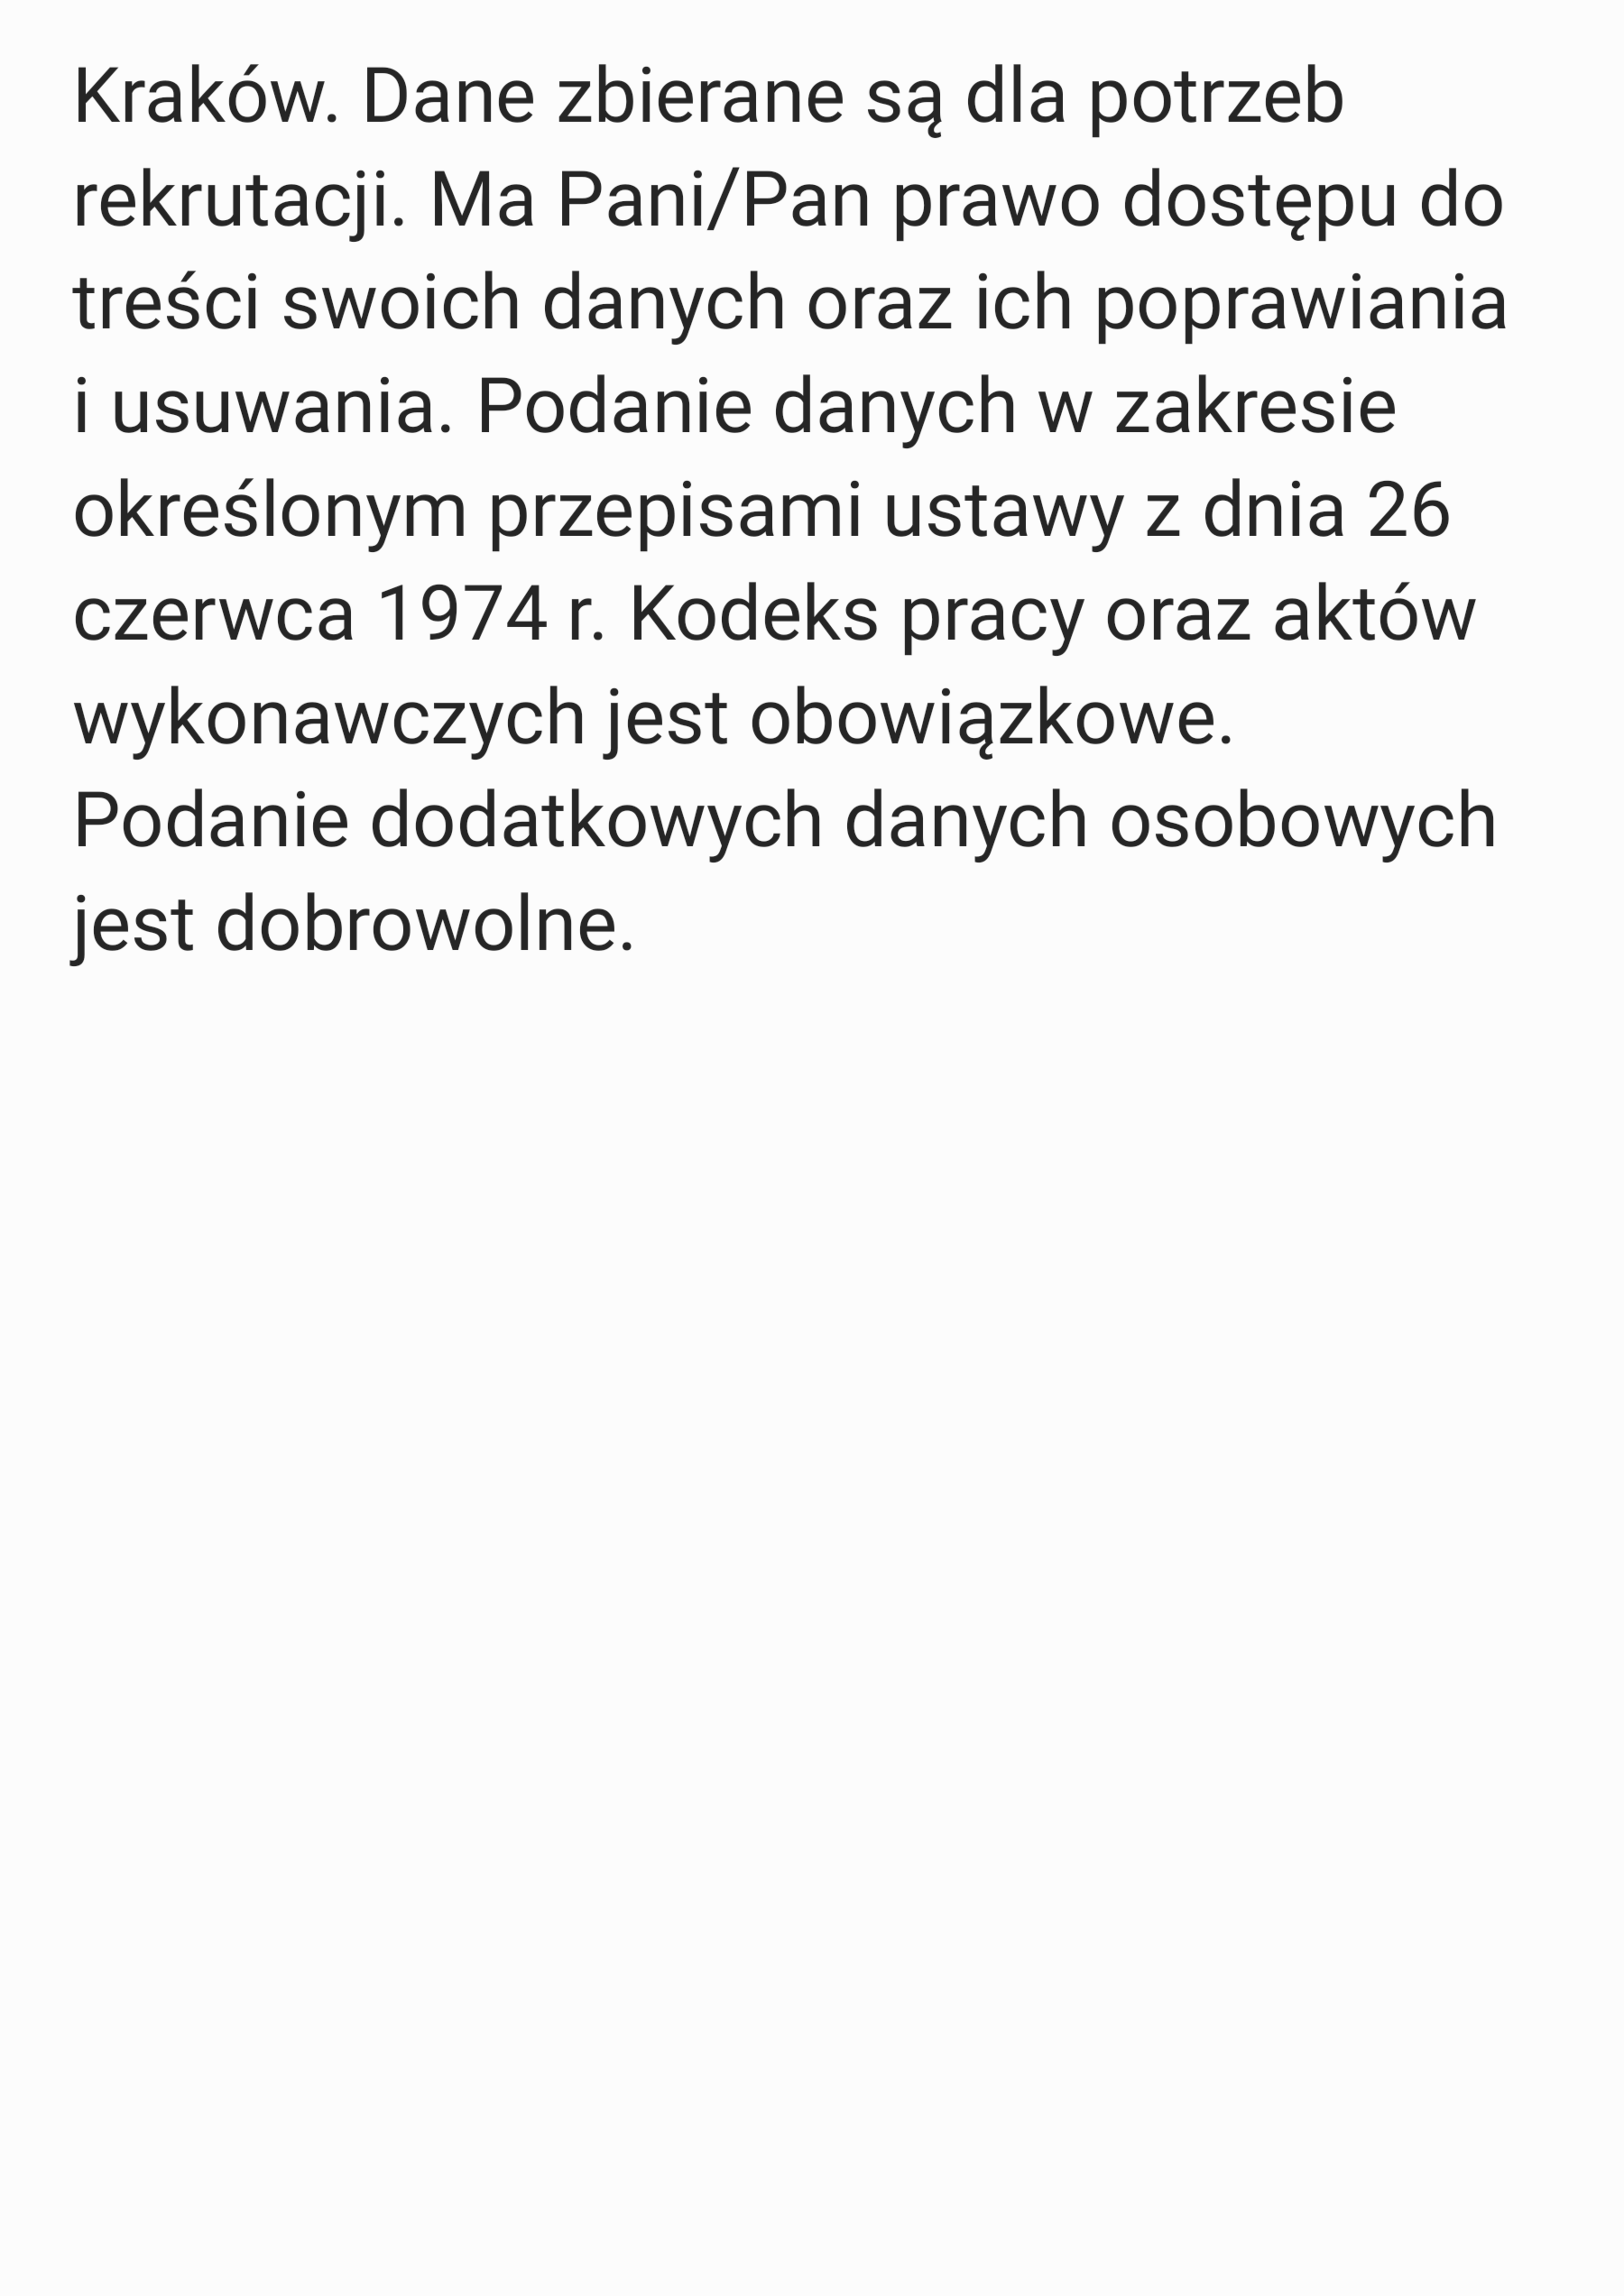 Kraków. Dane zbierane są dla potrzeb
rekrutacji. Ma Pani/Pan prawo dostępu do
treści swoich danych oraz ich poprawiania
i usuwania. Podanie danych w zakresie
określonym przepisami ustawy z dnia 26
czerwca 1974 r. Kodeks pracy oraz aktów
wykonawczych jest obowiązkowe.
Podanie dodatkowych danych osobowych
jest dobrowolne.